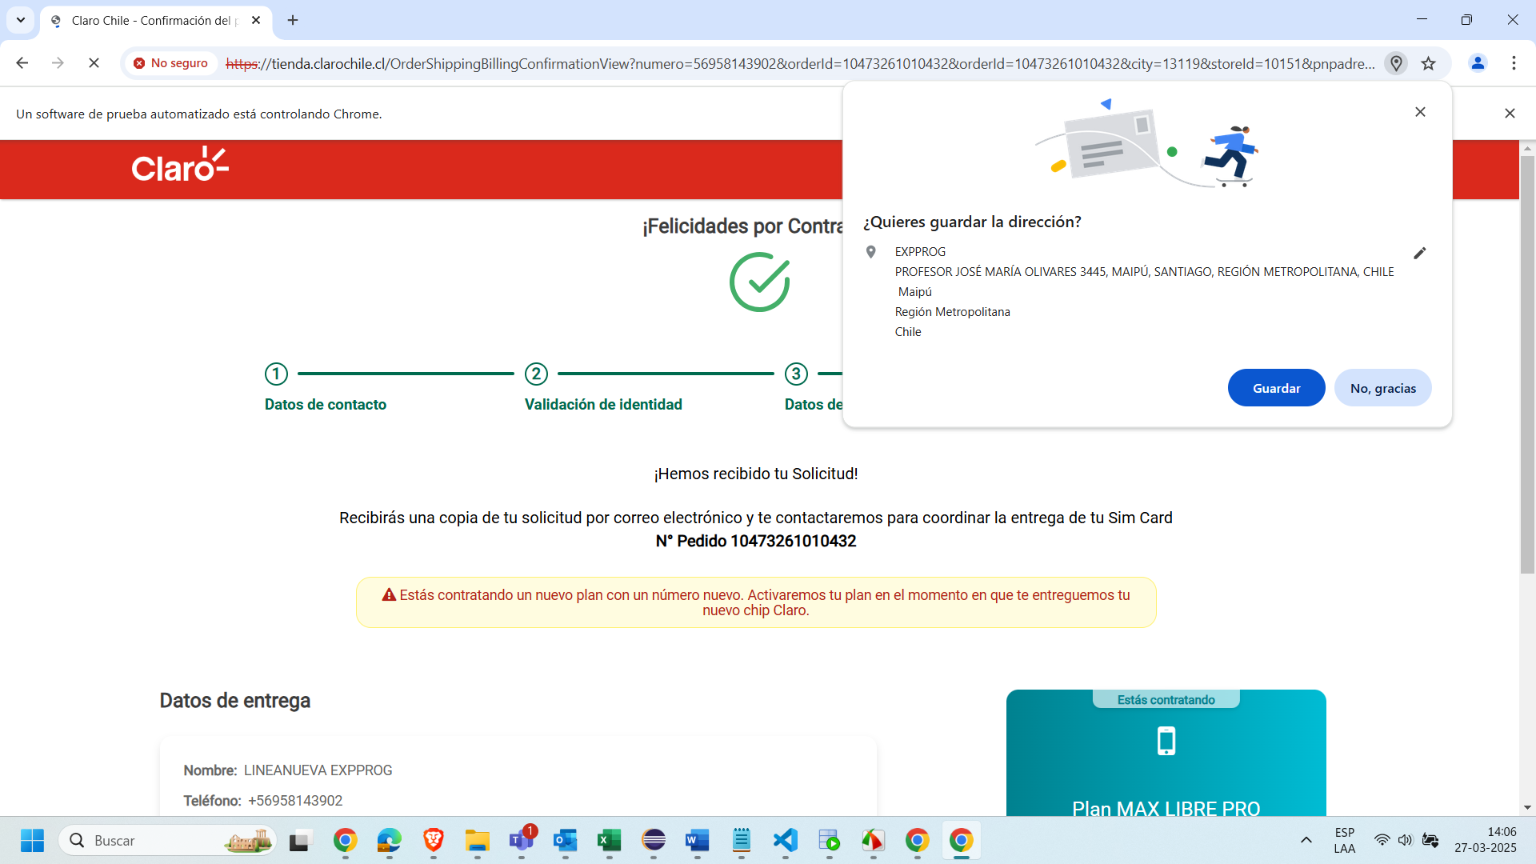 Claro Chile - Confirmación del p
No seguro
https://tienda.clarochile.cl/OrderShippingBillingConfirmationView?numero=56958143902&orderId=10473261010432&orderId=10473261010432&city=13119&storeId=10151&pnpadre...
Un software de prueba automatizado está controlando Chrome.
Claro
¡Felicidades por Contra
¿Quieres guardar la dirección?
EXPPROG
PROFESOR JOSÉ MARÍA OLIVARES 3445, MAIPÚ, SANTIAGO, REGIÓN METROPOLITANA, CHILE
Maipú
Región Metropolitana
Chile
Guardar
No, gracias
1
2
3
Datos de contacto
Validación de identidad
Datos de
¡Hemos recibido tu Solicitud!
Recibirás una copia de tu solicitud por correo electrónico y te contactaremos para coordinar la entrega de tu Sim Card
N° Pedido 10473261010432
Estás contratando un nuevo plan con un número nuevo. Activaremos tu plan en el momento en que te entreguemos tu
nuevo chip Claro.
Datos de entrega
Nombre: LINEANUEVA EXPPROG
Teléfono: +56958143902
Estás contratando
Plan MAX LIBRE PRO
Buscar
1
ESP
LAA
14:06
27-03-2025